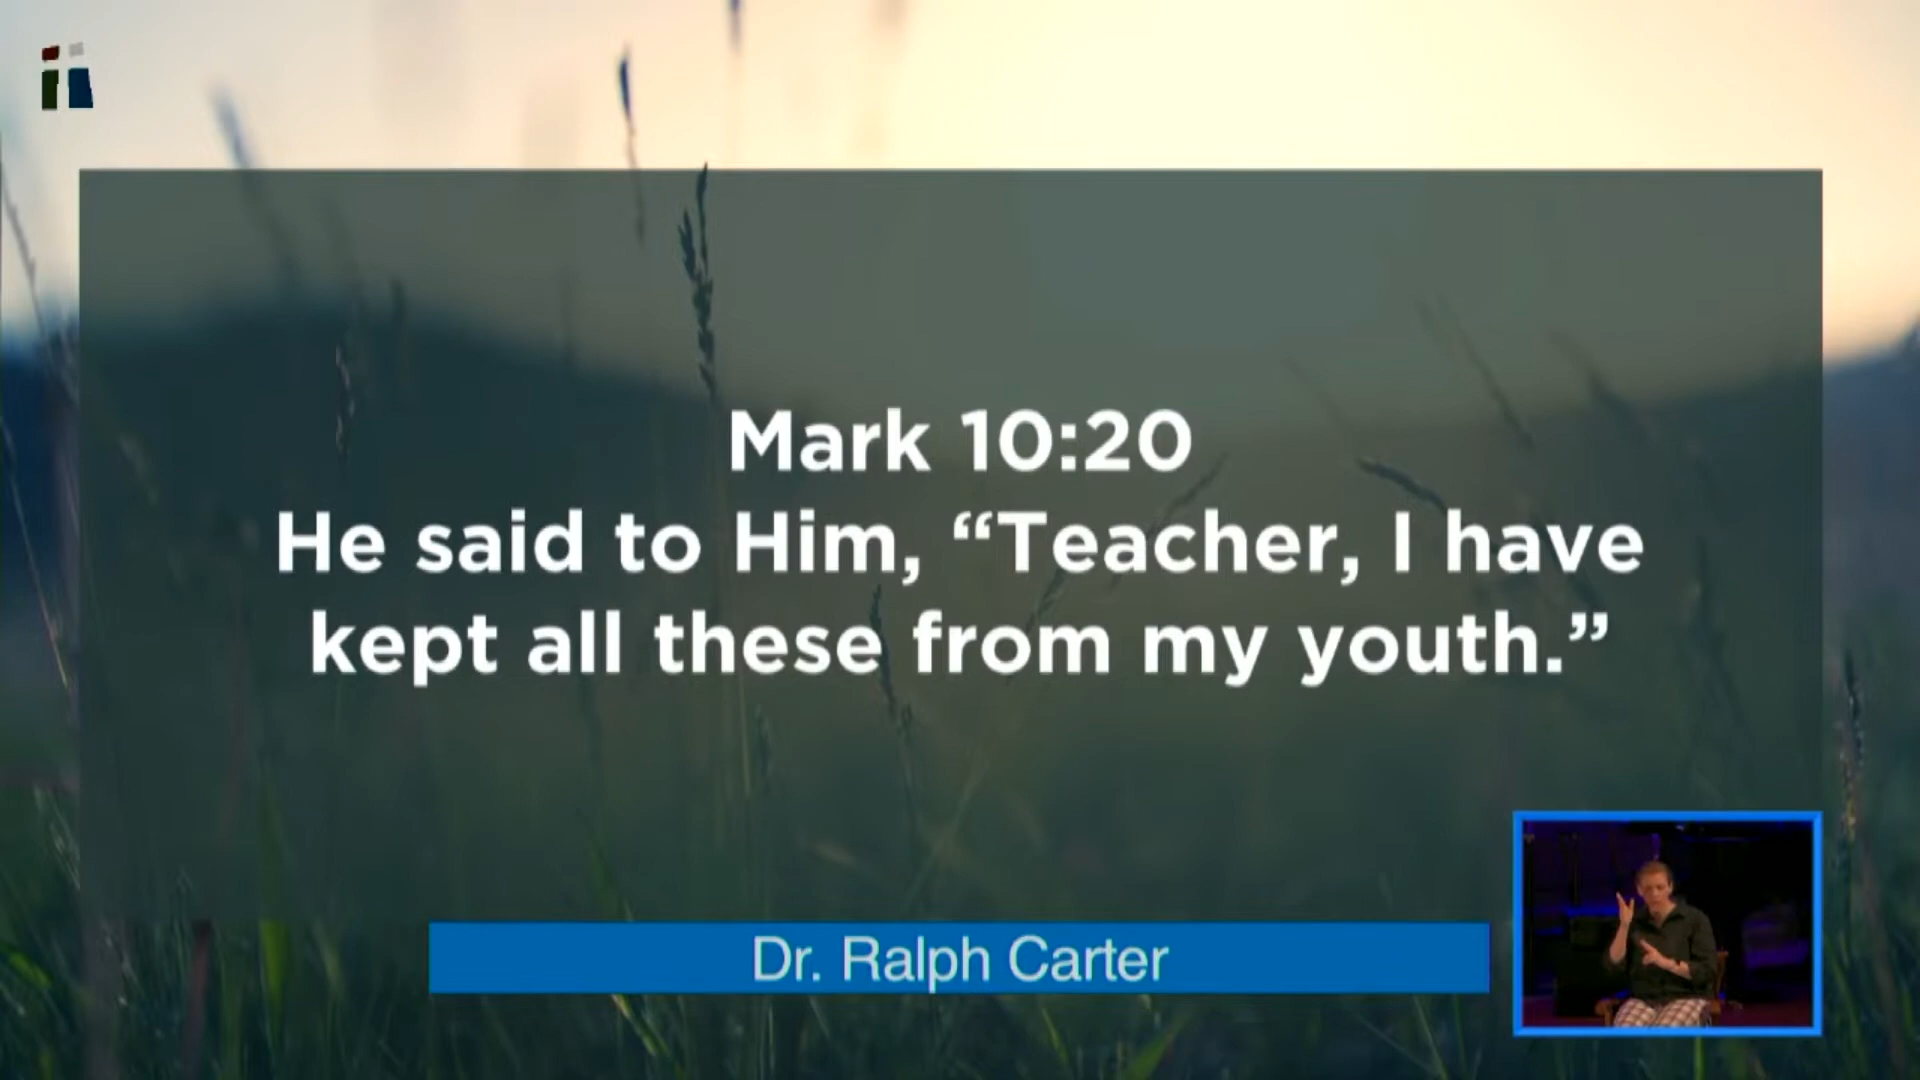 Mark 10:20
He said to Him, “Teacher, I have
kept all these from my youth.”
Dr. Ralph Carter